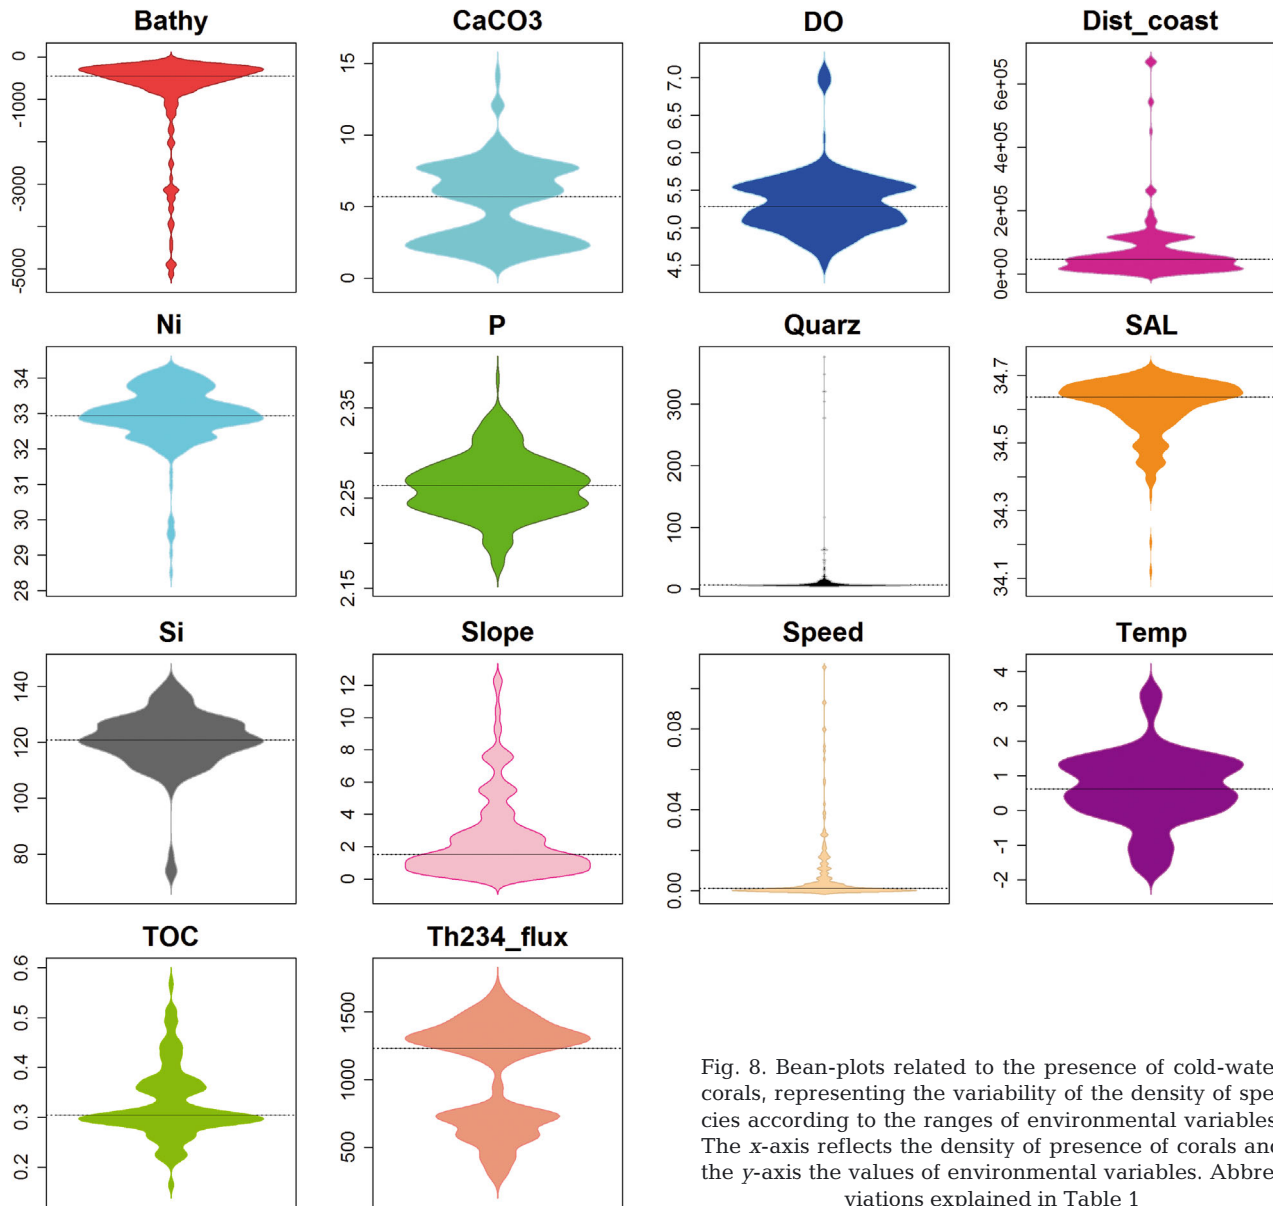 Bathy
CaCO3
DO
Dist_coast
0
-1000
-3000
-5000
15
10
5
0
7.0
6.5
6.0
5.5
5.0
4.5
6e+05
4e+05
2e+05
0e+00
Ni
P
Quarz
SAL
34
33
32
31
30
29
28
2.35
2.25
2.15
300
200
100
0
34.7
34.5
34.3
34.1
Si
Slope
Speed
Temp
140
120
100
80
12
10
8
6
4
2
0
0.08
0.04
0.00
4
3
2
1
0
-1
-2
TOC
Th234_flux
0.6
0.5
0.4
0.3
0.2
1500
1000
500
Fig. 8. Bean-plots related to the presence of cold-wate
corals, representing the variability of the density of spe-
cies according to the ranges of environmental variables
The x-axis reflects the density of presence of corals and
the y-axis the values of environmental variables. Abbre-
viations explained in Table 1